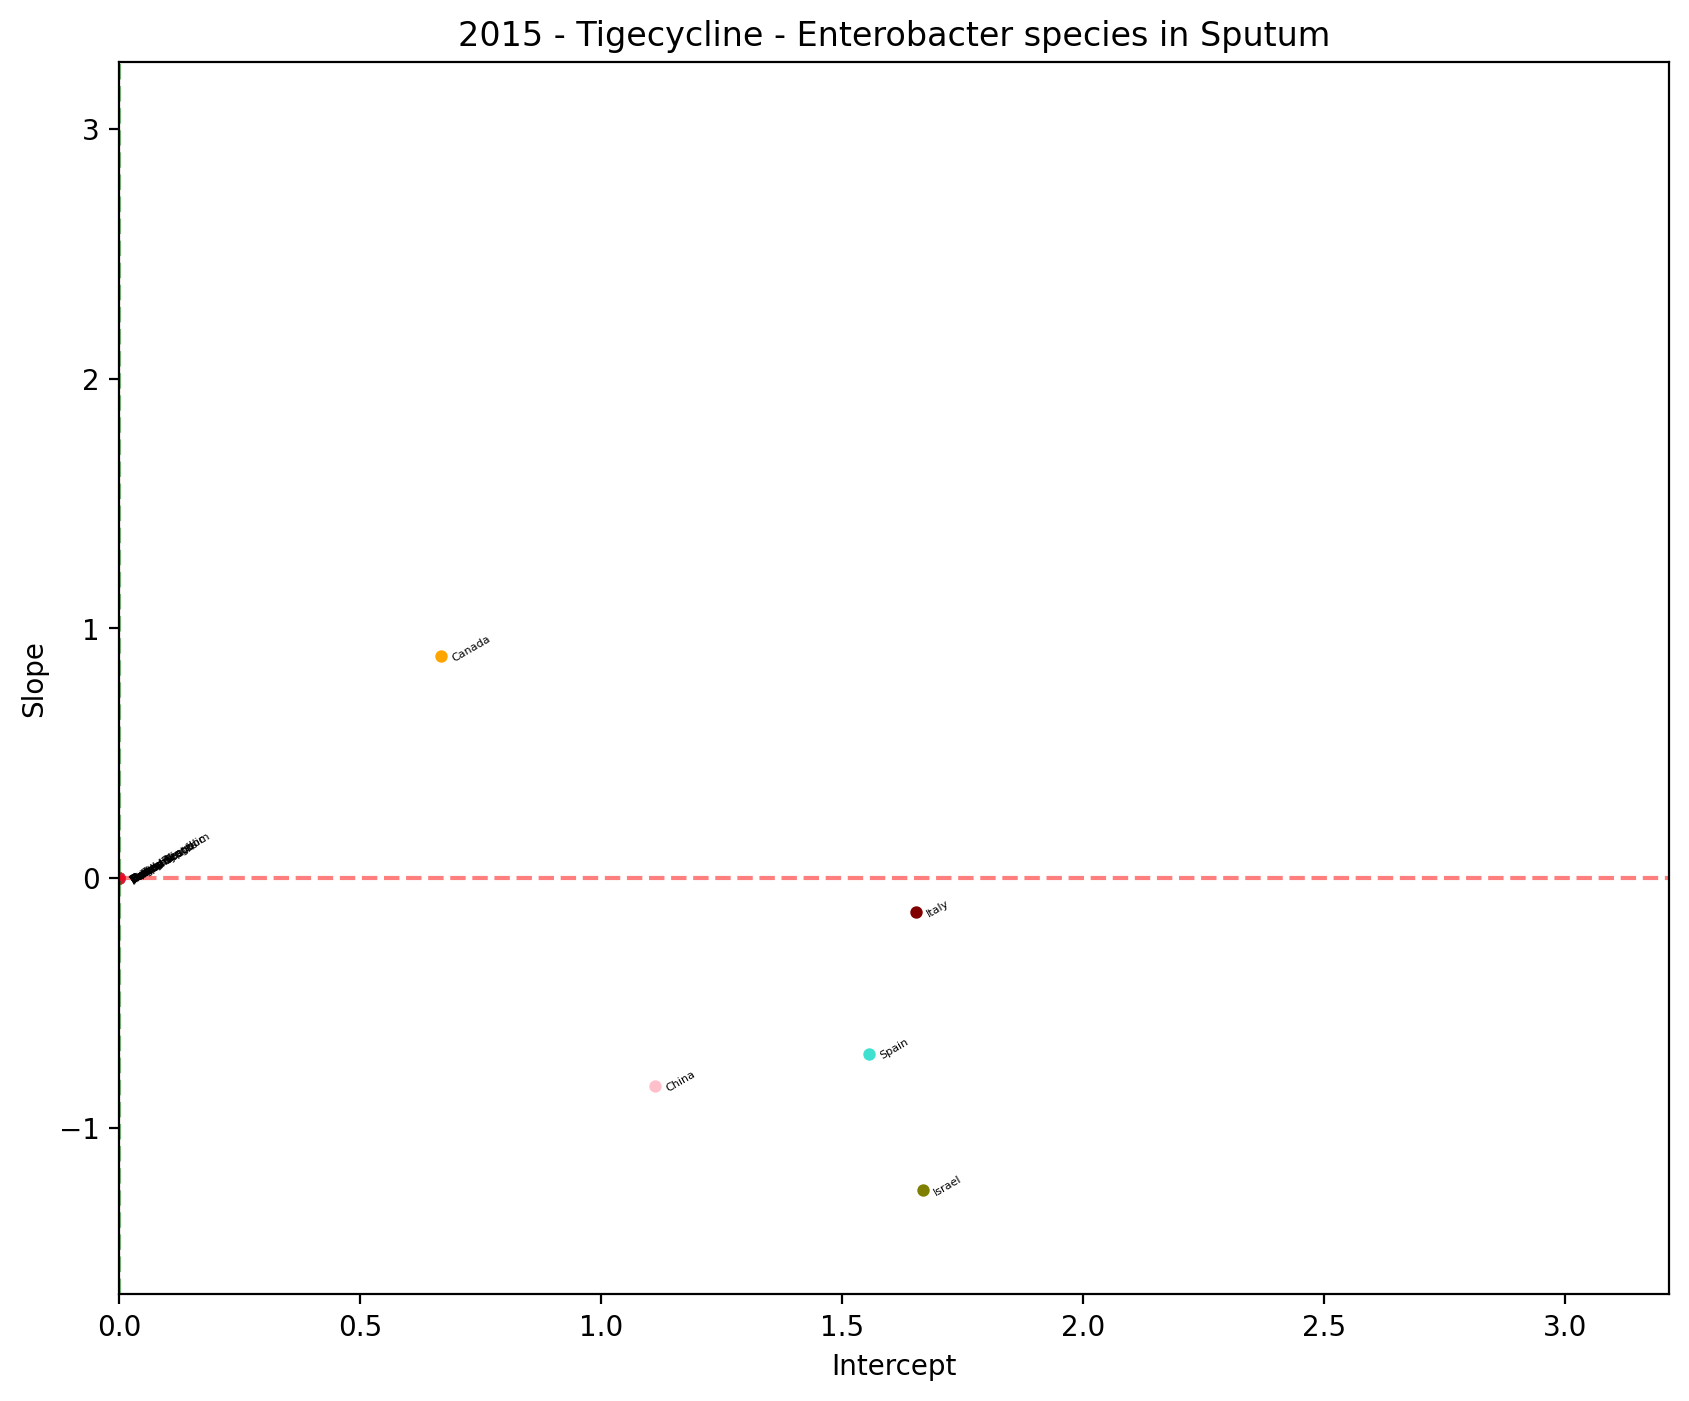 2015 - Tigecycline - Enterobacter species in Sputum
3
2
1
0
−1
Slope
Canada
Italy
Spain
China
Israel
0.0 0.5 1.0 1.5 2.0 2.5 3.0
Intercept